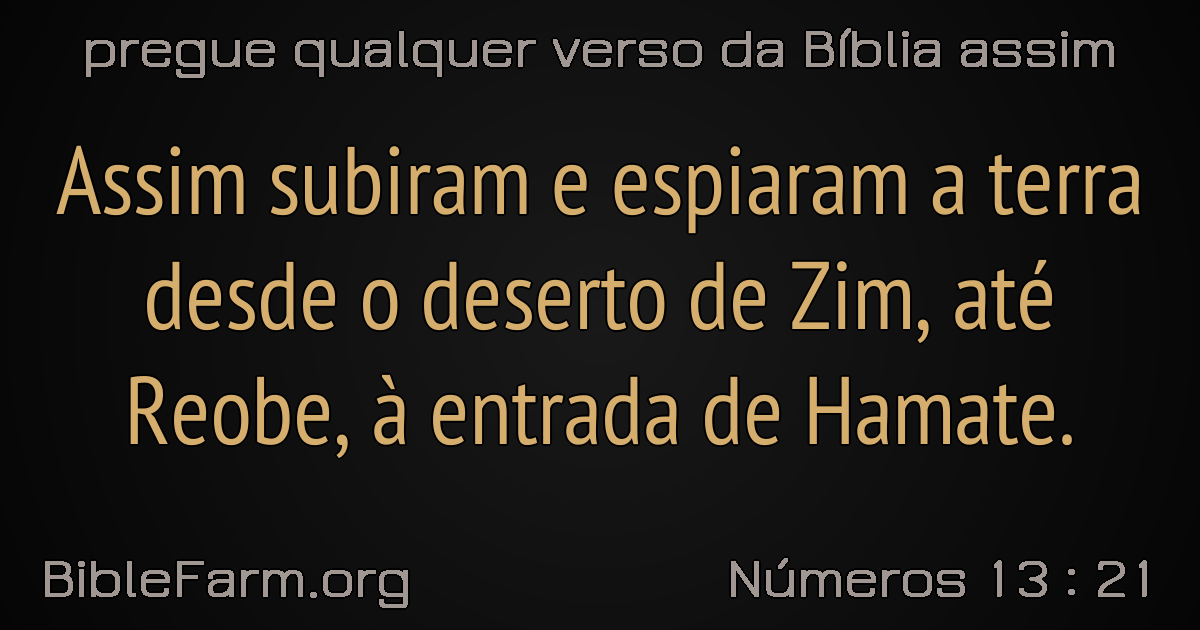 pregue qualquer verso da Bíblia assim
Assim subiram e espiaram a terra
desde o deserto de Zim, até
Reobe, à entrada de Hamate.
BibleFarm.org
Números 13 : 21